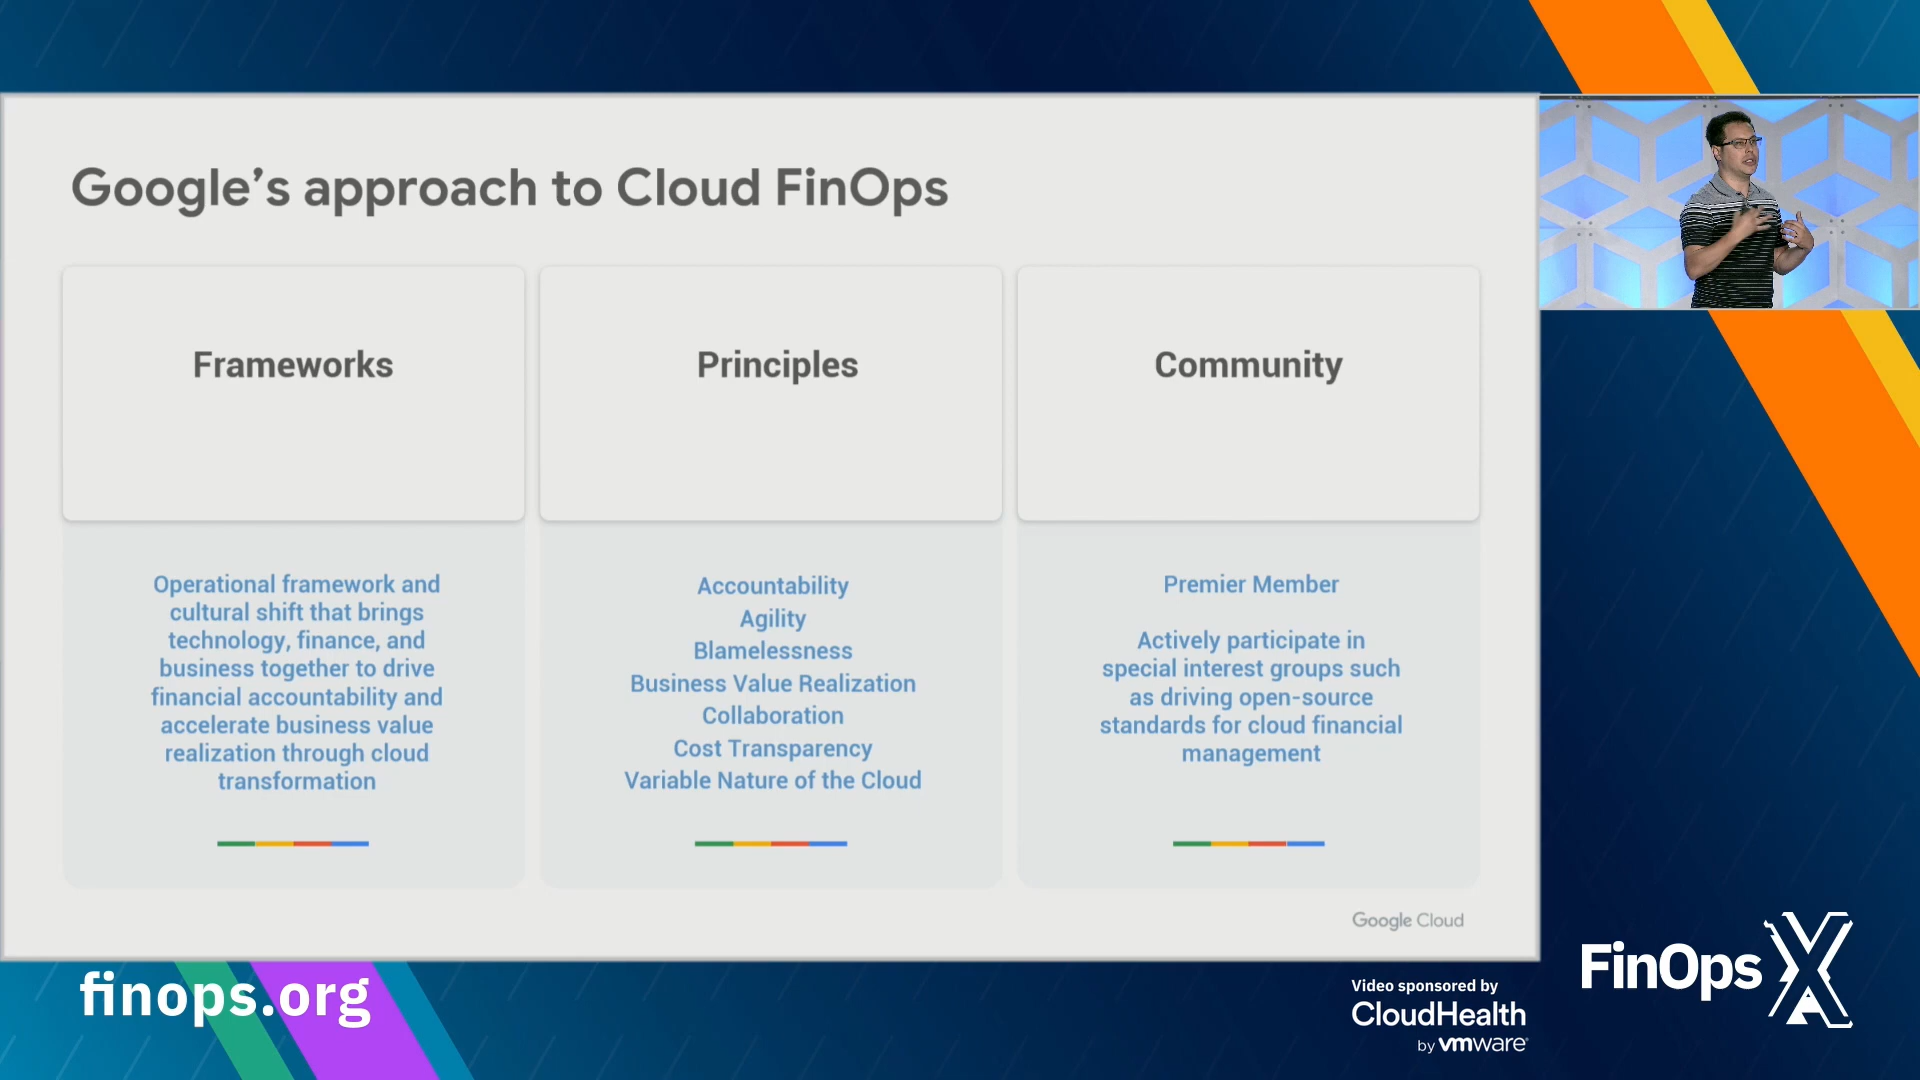 Google's approach to Cloud FinOps
Frameworks
Operational framework and
cultural shift that brings
technology, finance, and
business together to drive
financial accountability and
accelerate business value
realization through cloud
transformation
Principles
Accountability
Agility
Blamelessness
Business Value Realization
Collaboration
Cost Transparency
Variable Nature of the Cloud
Community
Premier Member
Actively participate in
special interest groups such
as driving open-source
standards for cloud financial
management
Google Cloud
finops.org
Video sponsored by
CloudHealth
by vmware
FinOps X